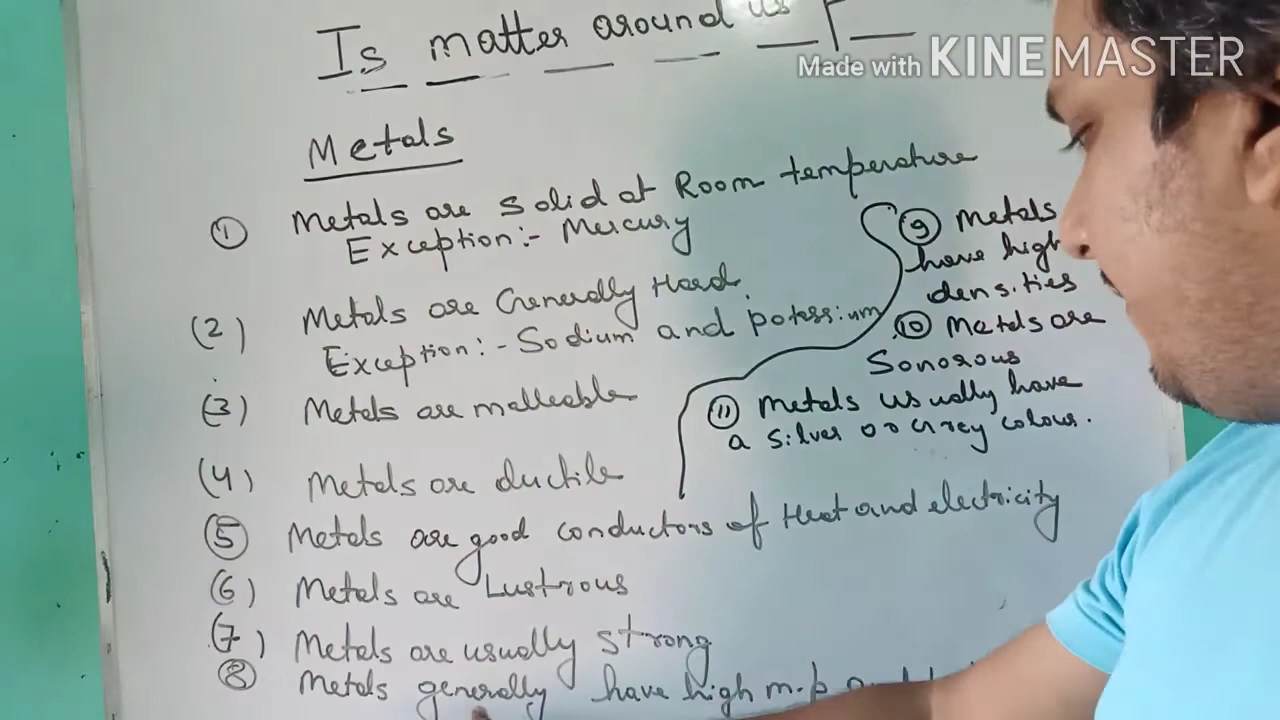 Is matter around us
Made with KINEMASTER
Metals
① Metals are solid at Room temperature
Exception:- Mercury
(2) Metals are Generally Hard
Exception:- Sodium and potassium
(3) Metals are malleable
(4) Metals are ductile
⑤ Metals are good conductors of Heat and electricity
(6) Metals are Lustrous
(7) Metals are usually strong
⑧ Metals generally have high m.p
⑨ Metals
have high
densities
⑩ Metals are
Sonorous
⑪ Metals usually have
a silver or Grey colour.